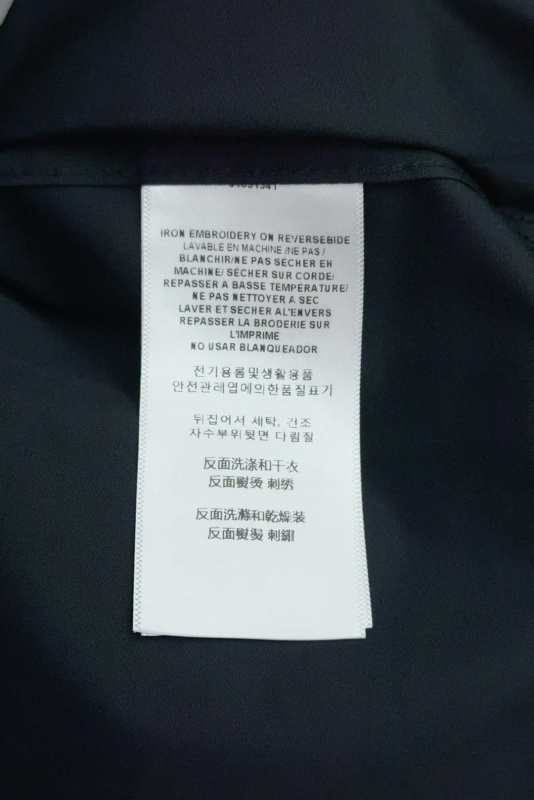 IRON EMBROIDERY ON REVERSEBIDE
LAVABLE EN MACHINE /NE PAS /
BLANCHIR/NE PAS SÉCHER EH
MACHINE/ SÉCHER SUR CORDE/
REPASSER A BASSE TEMPÉRATURE/
NE PAS NETTOYER A SEC
LAVER ET SECHER AL'ENVERS
REPASSER LA BRODERIE SUR
L'IMPRIME
NO USAR BLANQUEADOR
전기용롬및생활용품
안전관레엽에의한품질표기
뒤집어서 세탁, 건조
자수부위뒷면 다림질
反面洗涤和干衣
反面熨烫 刺绣
反面洗滌和乾燥装
反面熨燙 刺繡